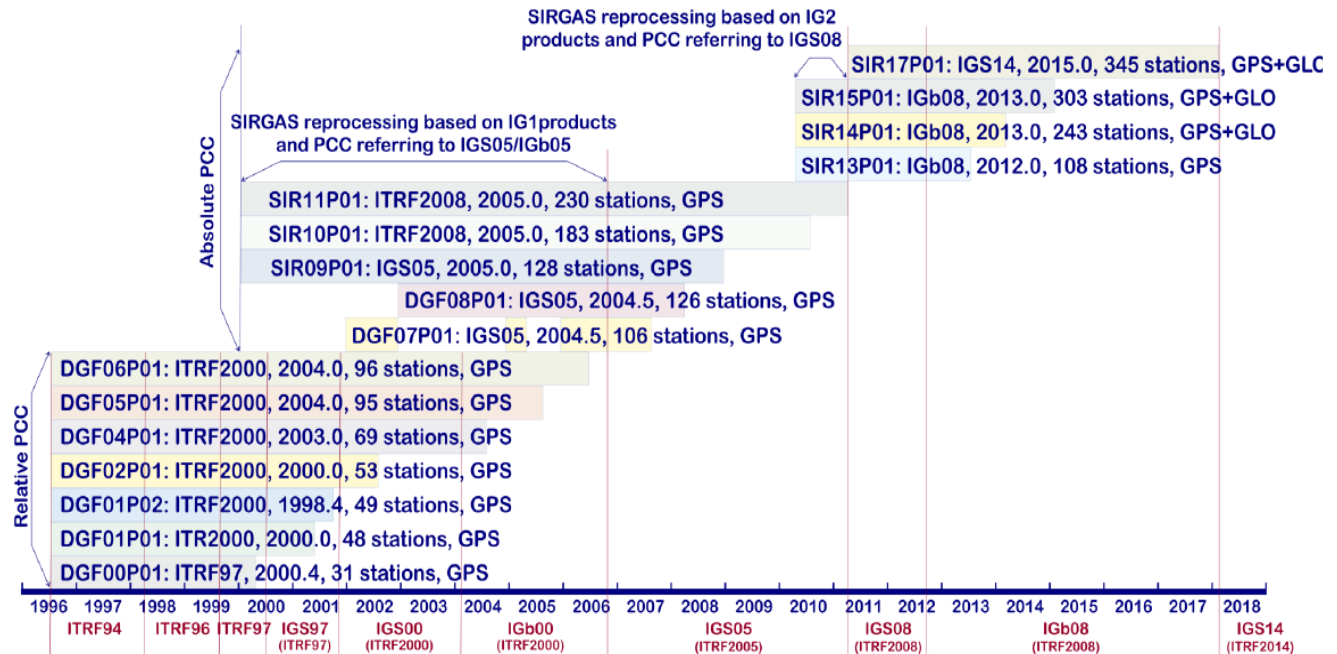 SIRGAS reprocessing based on IG2
products and PCC referring to IGS08
SIR17P01: IGS14, 2015.0, 345 stations, GPS+GLO
SIR15P01: IGb08, 2013.0, 303 stations, GPS+GLO
SIRGAS reprocessing based on IG1products
and PCC referring to IGS05/IGb05
SIR14P01: IGb08, 2013.0, 243 stations, GPS+GLO
SIR13P01: IGb08, 2012.0, 108 stations, GPS
Absolute PCC
SIR11P01: ITRF2008, 2005.0, 230 stations, GPS
SIR10P01: ITRF2008, 2005.0, 183 stations, GPS
SIR09P01: IGS05, 2005.0, 128 stations, GPS
DGF08P01: IGS05, 2004.5, 126 stations, GPS
DGF07P01: IGS05, 2004.5, 106 stations, GPS
Relative PCC
DGF06P01: ITRF2000, 2004.0, 96 stations, GPS
DGF05P01: ITRF2000, 2004.0, 95 stations, GPS
DGF04P01: ITRF2000, 2003.0, 69 stations, GPS
DGF02P01: ITRF2000, 2000.0, 53 stations, GPS
DGF01P02: ITRF2000, 1998.4, 49 stations, GPS
DGF01P01: ITR2000, 2000.0, 48 stations, GPS
DGF00P01: ITRF97, 2000.4, 31 stations, GPS
1996 1997 1998 1999 2000 2001 2002 2003 2004 2005 2006 2007 2008 2009 2010 2011 2012 2013 2014 2015 2016 2017 2018
ITRF94 ITRF96 ITRF97 IGS97 IGS00 IGb00 IGS05 IGS08 IGb08 IGS14
(ITRF97) (ITRF2000) (ITRF2000) (ITRF2005) (ITRF2008) (ITRF2008) (ITRF2014)